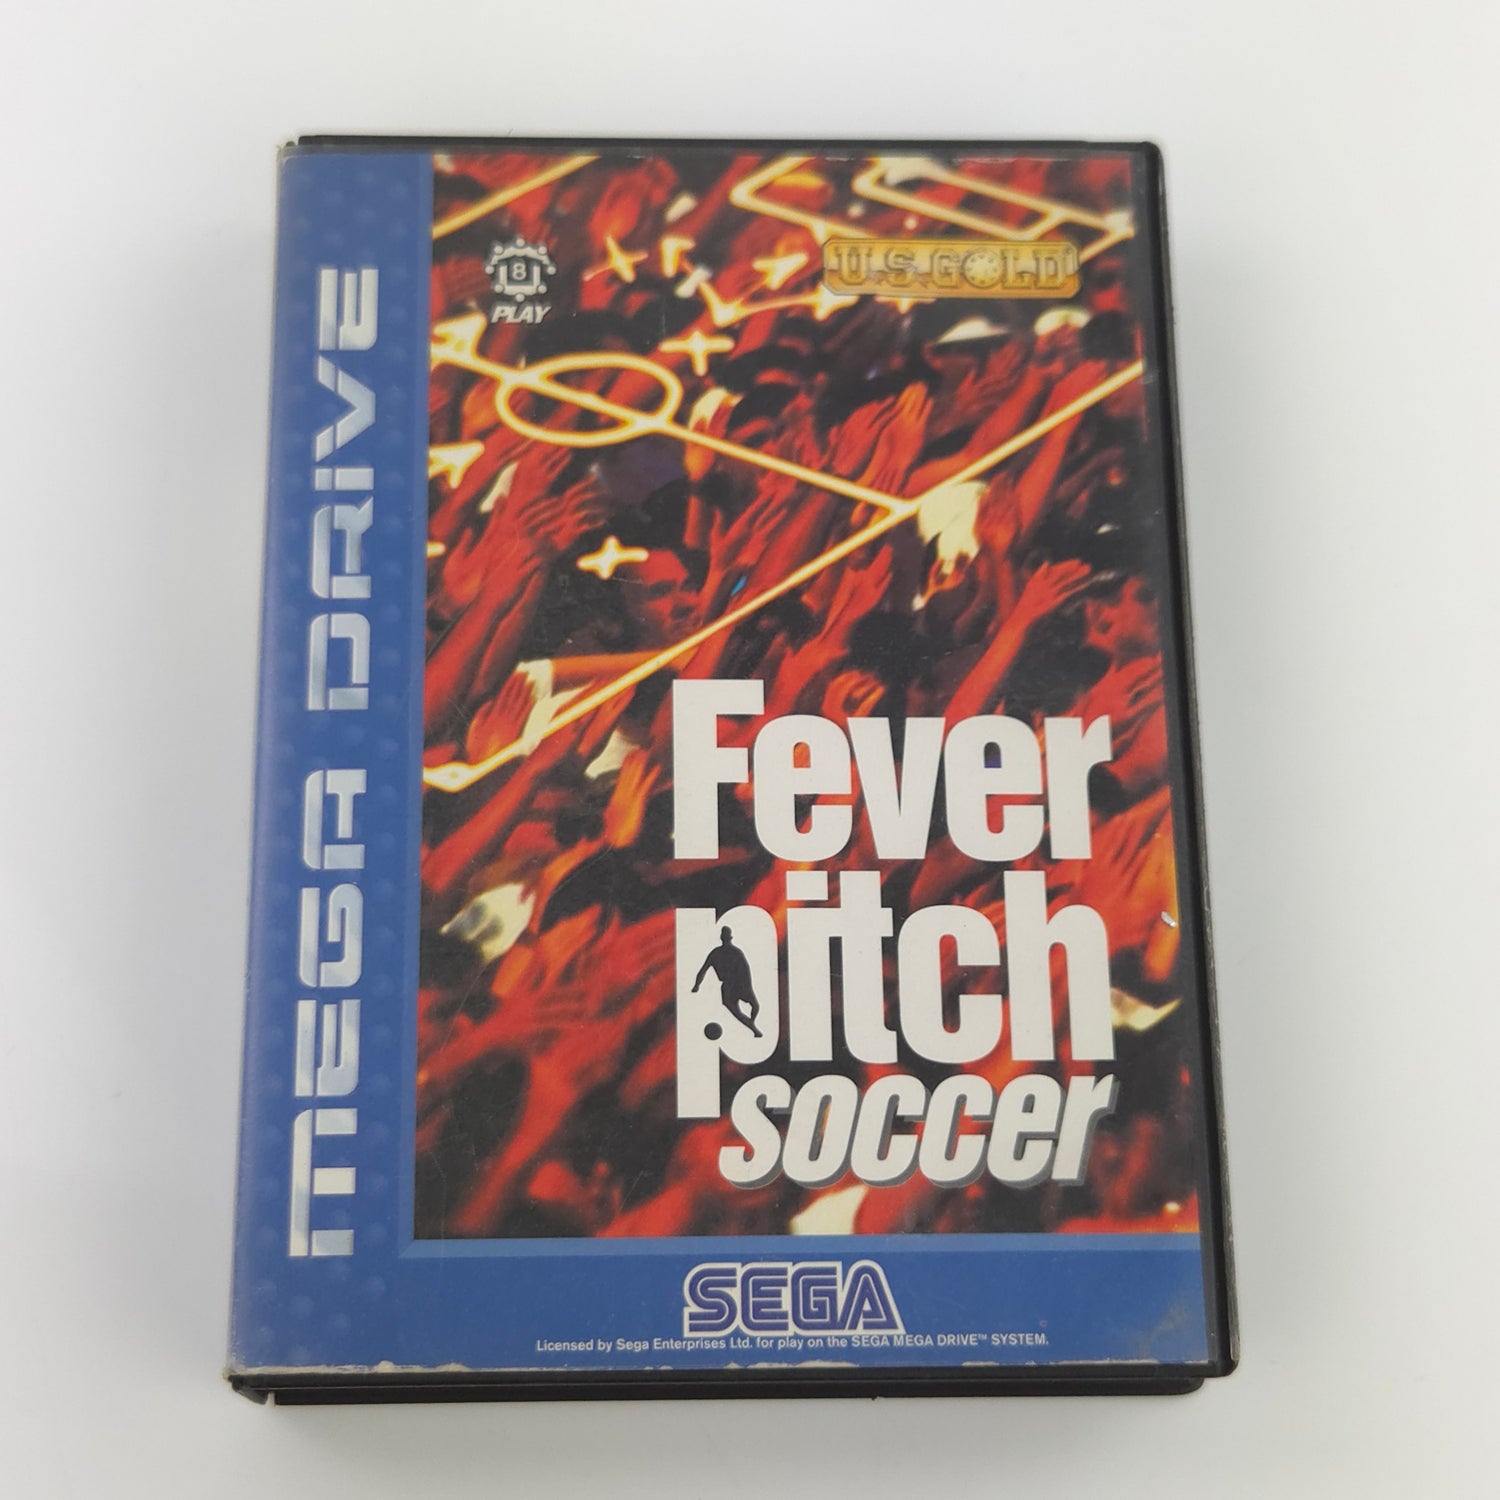 MEGA DRIVE
8
PLAY
U.S. GOLD
Fever
pitch
soccer
SEGA
Licensed by Sega Enterprises Ltd. for play on the SEGA MEGA DRIVE™ SYSTEM.